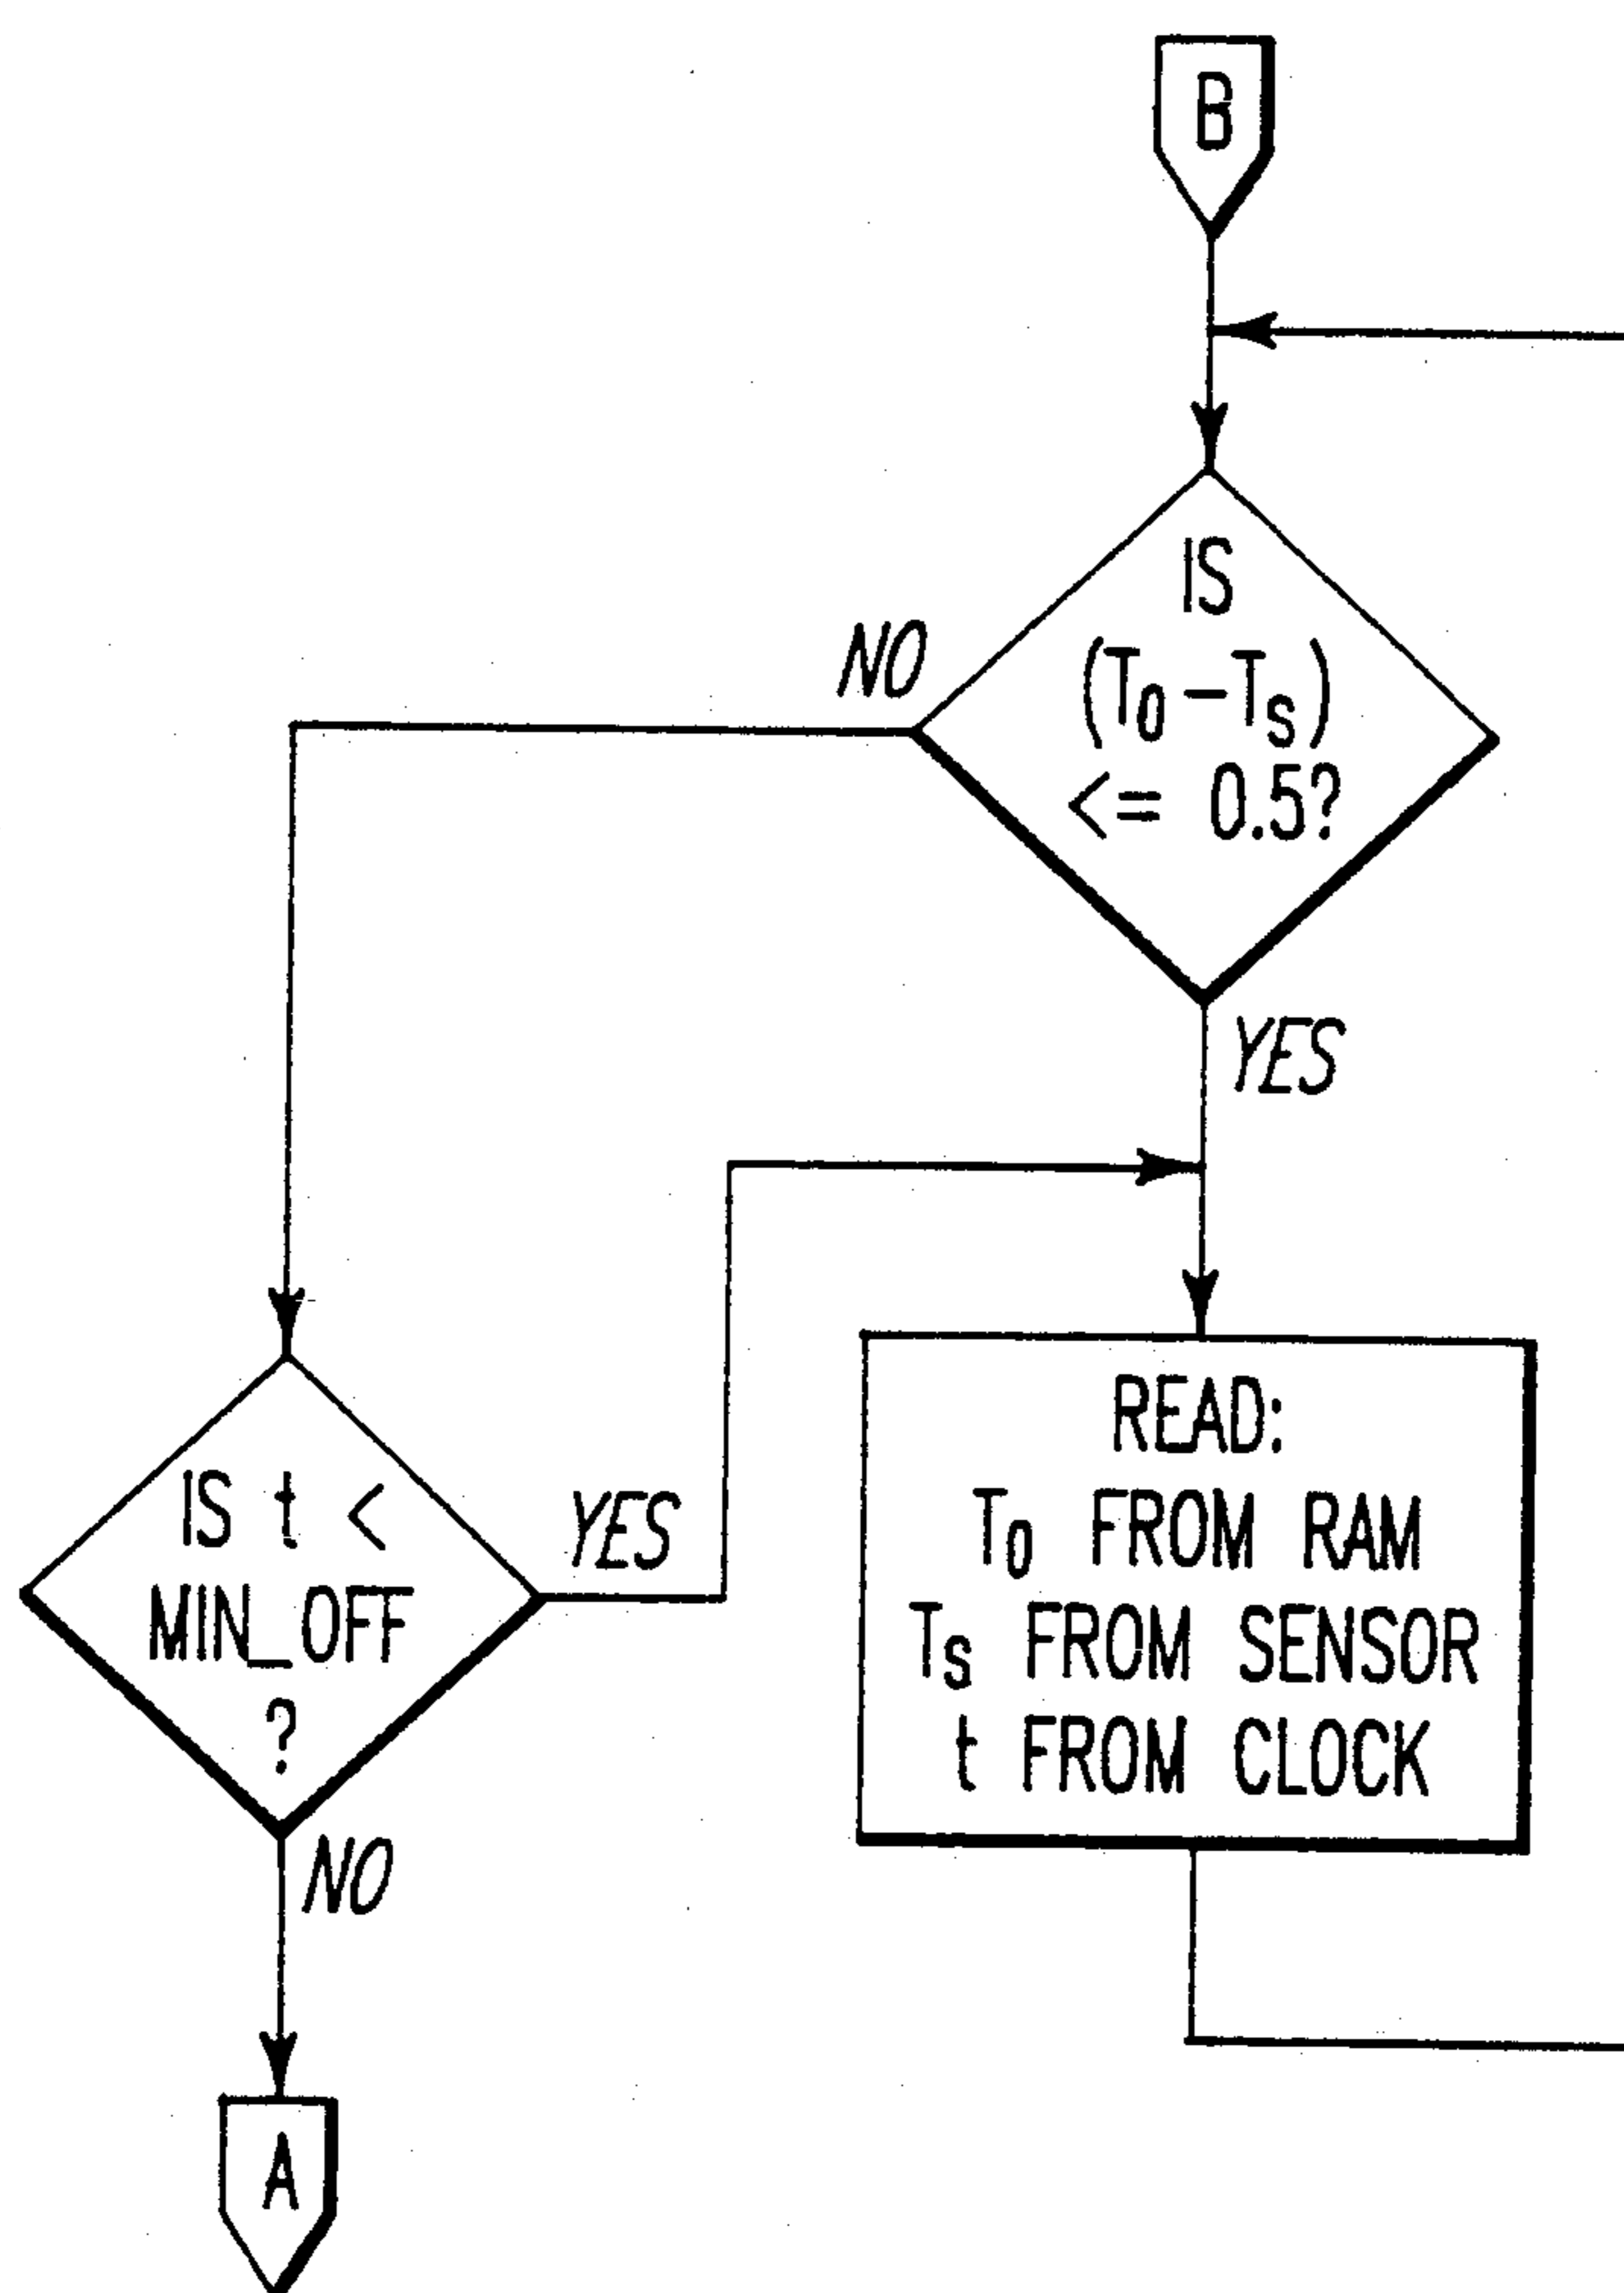 B
IS
(T0-Ts)
<= 0.5?
NO
YES
IS t <
MIN_OFF
?
YES
NO
READ:
T0 FROM RAM
Ts FROM SENSOR
t FROM CLOCK
A